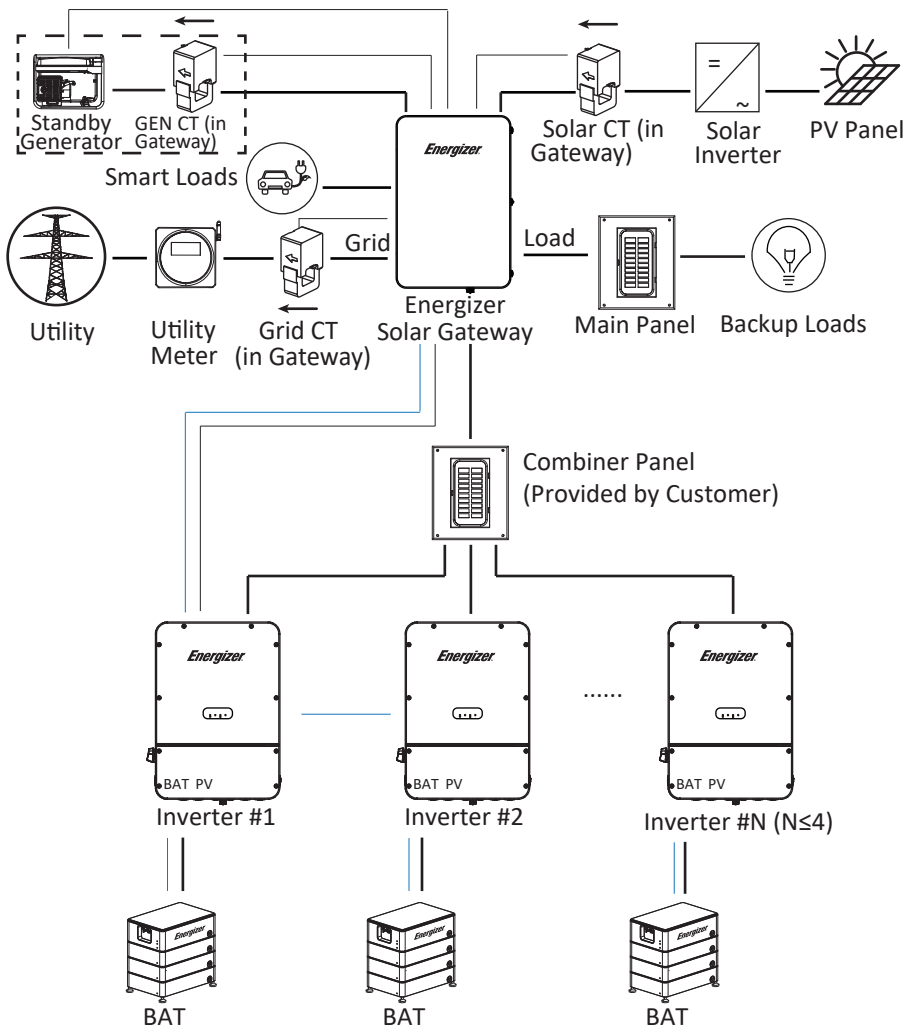 Standby
Generator
GEN CT (in
Gateway)
Energizer
Solar CT (in
Gateway)
=
~
Solar
Inverter
PV Panel
Smart Loads
Grid
Load
Utility
Utility
Meter
Grid CT
(in Gateway)
Energizer
Solar Gateway
Main Panel
Backup Loads
Combiner Panel
(Provided by Customer)
Energizer
Energizer
Energizer
......
BAT PV
BAT PV
BAT PV
Inverter #1
Inverter #2
Inverter #N (N≤4)
Energizer
Energizer
Energizer
BAT
BAT
BAT